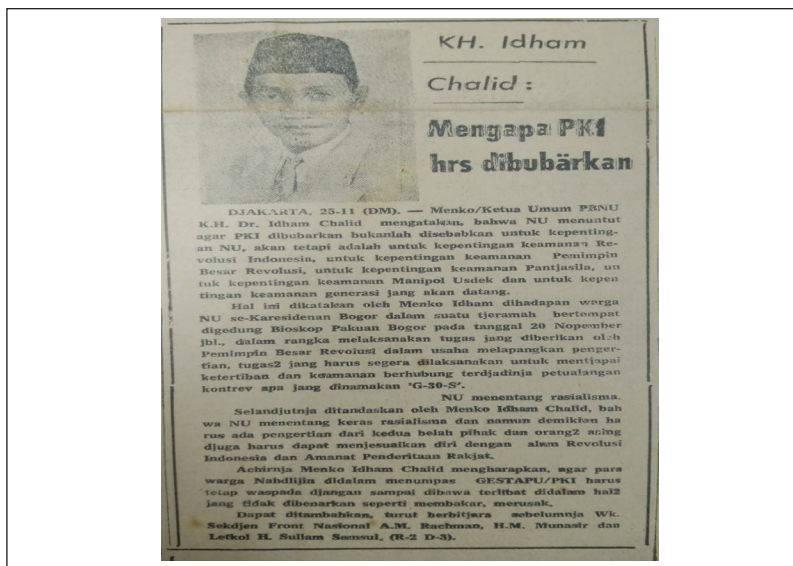 KH. Idham
Chalid :
Mengapa PKI
hrs dibubarkan
DJAKARTA, 25-11 (DM). — Menko/Ketua Umum PBNU
K.H. Dr. Idham Chalid mengatakan, bahwa NU menuntut
agar PKI dibubarkan bukanlah disebabkan untuk kepenting-
an NU, akan tetapi adalah untuk kepentingan keamanan Re-
volusi Indonesia, untuk kepentingan keamanan Pemimpin
Besar Revolusi, untuk kepentingan keamanan Pantjasila, un
tuk kepentingan keamanan Manipol Usdek dan untuk kepen
tingan keamanan generasi jang akan datang.
Hal ini dikatakan oleh Menko Idham dihadapan warga
NU se-Karesidenan Bogor dalam suatu tjeramah bertempat
digedung Bioskop Pakuan Bogor pada tanggal 20 Nopember
jbl., dalam rangka melaksanakan tugas jang diberikan oleh
Pemimpin Besar Revolusi dalam usaha melapangkan penger-
tian, tugas2 jang harus segera dilaksanakan untuk mentjapai
ketertiban dan keamanan berhubung terdjadinja petualangan
kontrev apa jang dinamakan 'G-30-S'.
NU menentang rasialisma.
Selandjutnja ditandaskan oleh Menko Idham Chalid, bah
wa NU menentang keras rasialisma dan namun demikian ha
rus ada pengertian dari kedua belah pihak dan orang2 asing
djuga harus dapat menjesuaikan diri dengan alam Revolusi
Indonesia dan Amanat Penderitaan Rakjat.
Achirnja Menko Idham Chalid mengharapkan, agar para
warga Nahdlijin didalam menumpas GESTAPU/PKI harus
tetap waspada djangan sampai dibawa terlibat didalam hal2
jang tidak dibenarkan seperti membakar, merusak.
Dapat ditambahkan, turut berbitjara sebelumnja Wk.
Sekdjen Front Nasional A.M. Rachman, H.M. Munasir dan
Letkol H. Sullam Samsul. (R-2 D-3).